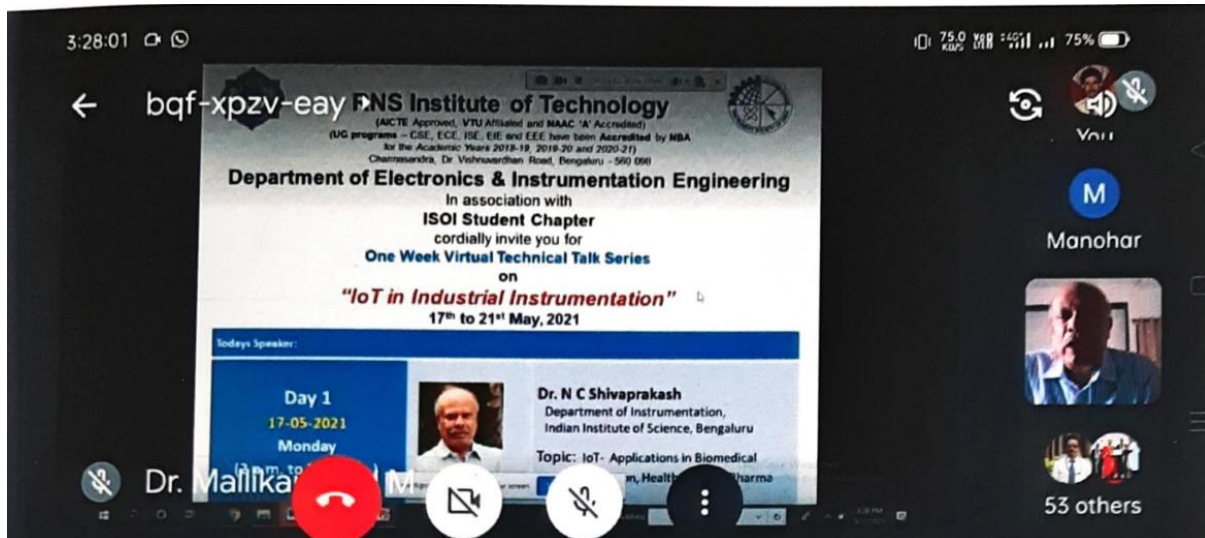 3:28:01
75.0 KB/S
75%
bqf-xpzv-eay
RNS Institute of Technology
(AICTE Approved, VTU Affiliated and NAAC 'A' Accredited)
(UG programs – CSE, ECE, ISE, EIE and EEE have been Accredited by NBA
for the Academic Years 2018-19, 2019-20 and 2020-21)
Channasandra, Dr. Vishnuvardhan Road, Bengaluru - 560 098
Department of Electronics & Instrumentation Engineering
In association with
ISOI Student Chapter
cordially invite you for
One Week Virtual Technical Talk Series
on
"IoT in Industrial Instrumentation"
17th to 21st May, 2021
Todays Speaker:
Day 1
17-05-2021
Monday
Dr. N C Shivaprakash
Department of Instrumentation,
Indian Institute of Science, Bengaluru
Topic: IoT- Applications in Biomedical
You
M
Manohar
53 others
Dr.